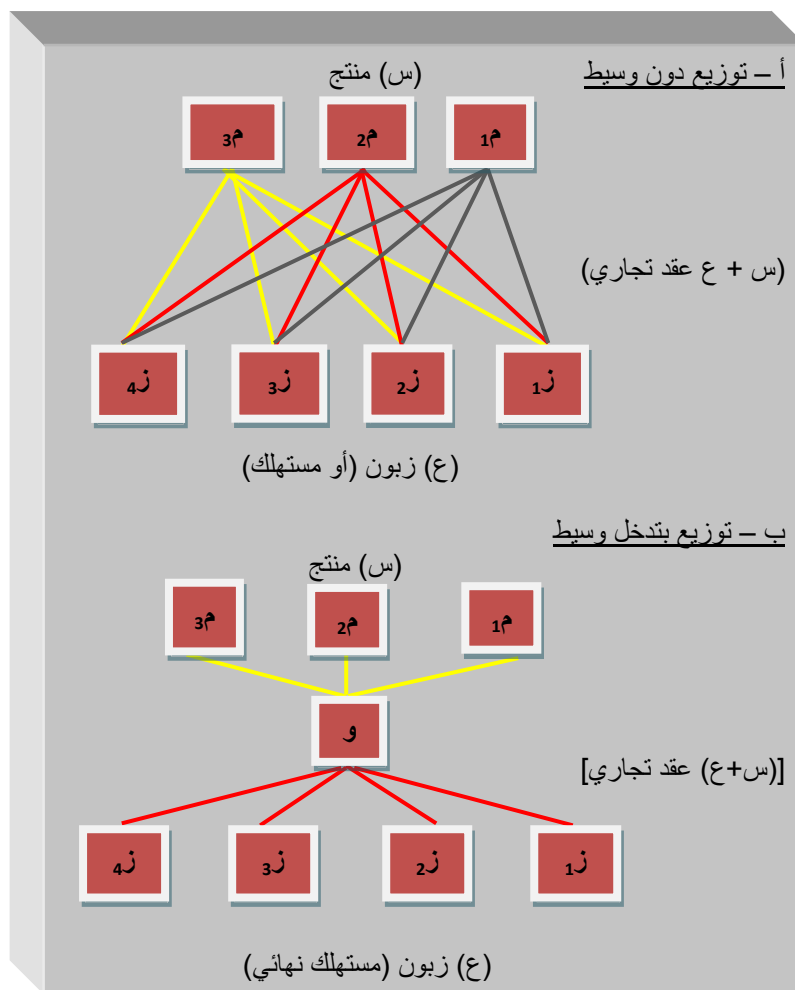 أ – توزيع دون وسيط
(س) منتج
م1 م2 م3
(س + ع عقد تجاري)
ز1 ز2 ز3 ز4
(ع) زبون (أو مستهلك)
ب – توزيع بتدخل وسيط
(س) منتج
م1 م2 م3
و
[(س+ع) عقد تجاري]
ز1 ز2 ز3 ز4
(ع) زبون (مستهلك نهائي)